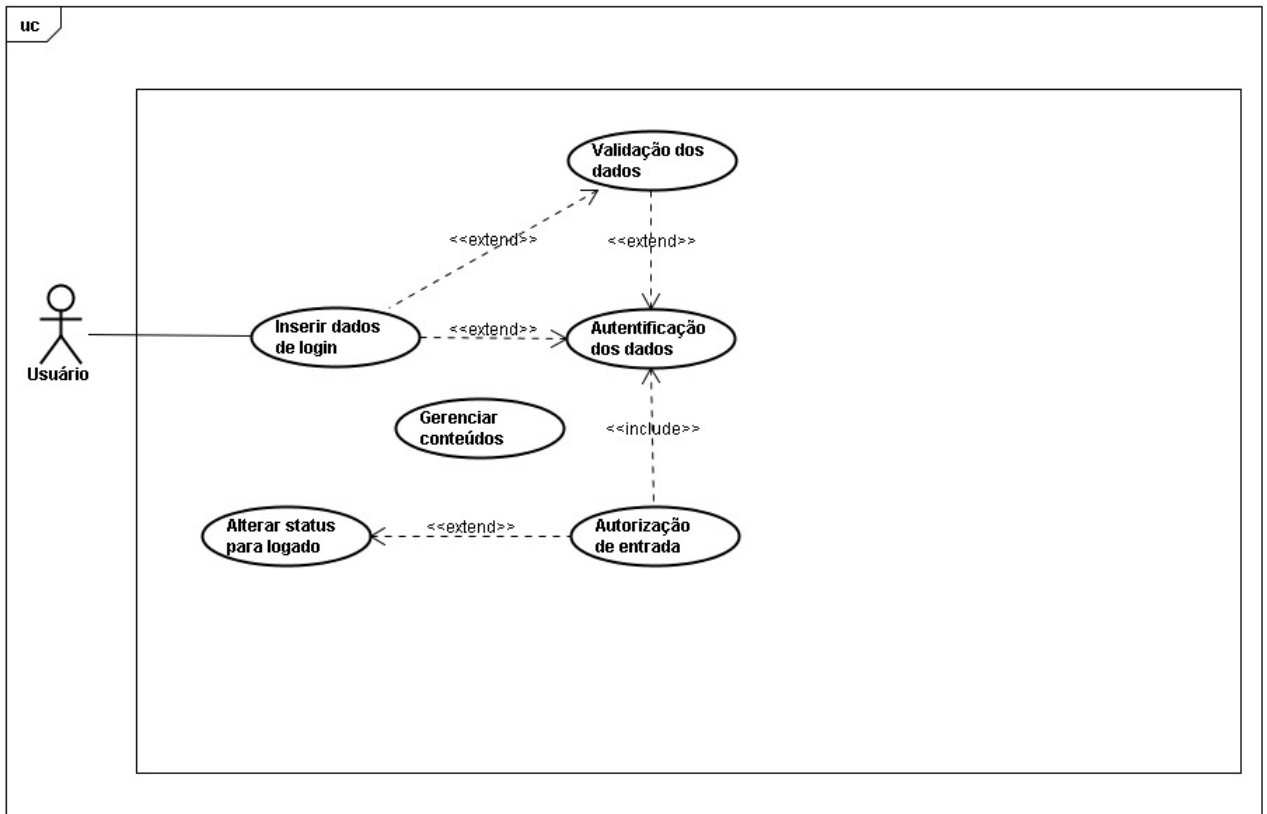 uc
Validação dos
dados
<<extend>>
<<extend>>
Inserir dados
de login
<<extend>>
Autentificação
dos dados
Usuário
Gerenciar
conteúdos
<<include>>
Alterar status
para logado
<<extend>>
Autorização
de entrada